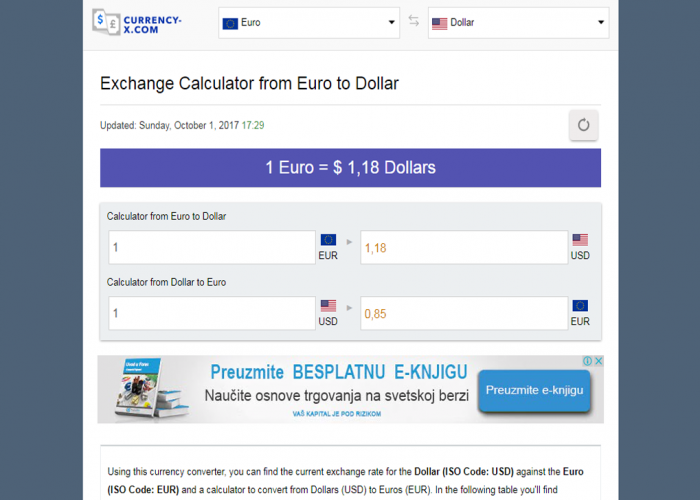 CURRENCY-
X.COM
Euro
Dollar
Exchange Calculator from Euro to Dollar
Updated: Sunday, October 1, 2017 17:29
1 Euro = $ 1,18 Dollars
Calculator from Euro to Dollar
1
EUR
1,18
USD
Calculator from Dollar to Euro
1
USD
0,85
EUR
Preuzmite BESPLATNU E-KNJIGU
Naučite osnove trgovanja na svetskoj berzi
VAŠ KAPITAL JE POD RIZIKOM
Preuzmite e-knjigu
Using this currency converter, you can find the current exchange rate for the Dollar (ISO Code: USD) against the Euro
(ISO Code: EUR) and a calculator to convert from Dollars (USD) to Euros (EUR). In the following table you'll find